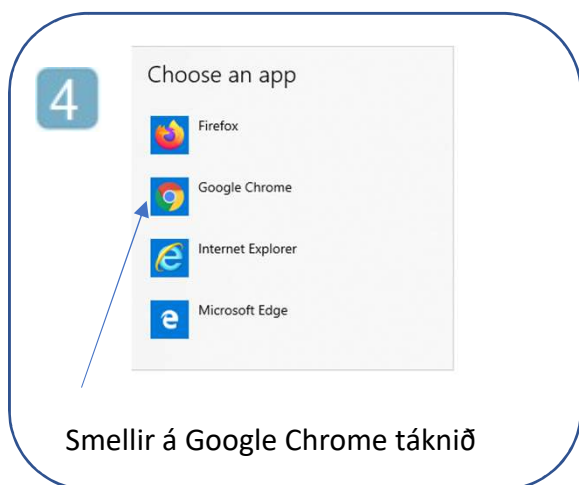 4
Choose an app
Firefox
Google Chrome
Internet Explorer
Microsoft Edge
Smellir á Google Chrome táknið